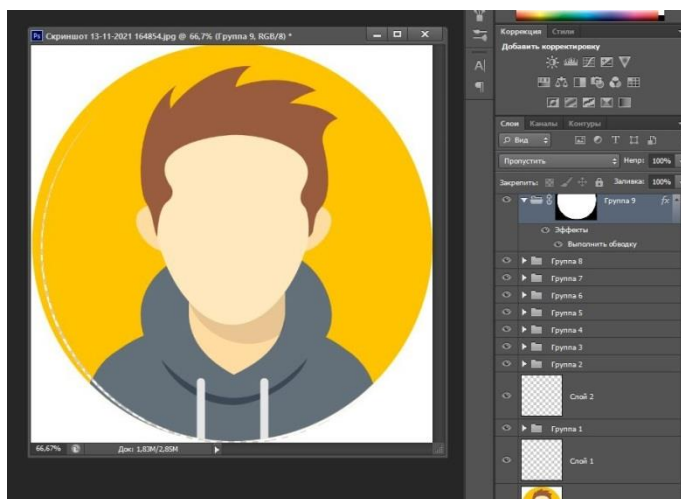 Ps Скриншот 13-11-2021 164854.jpg @ 66,7% (Группа 9, RGB/8) *
66,67%
Док: 1,83M/2,85M
A|
Коррекция Стили
Добавить корректировку
Слои Каналы Контуры
Вид
T
Пропустить Непр: 100%
Закрепить: Заливка: 100%
Группа 9 fx
Эффекты
Выполнить обводку
Группа 8
Группа 7
Группа 6
Группа 5
Группа 4
Группа 3
Группа 2
Слой 2
Группа 1
Слой 1